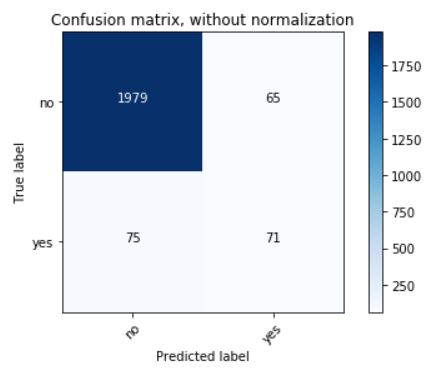 Confusion matrix, without normalization
True label
no
1979
65
yes
75
71
no
yes
Predicted label
1750
1500
1250
1000
750
500
250